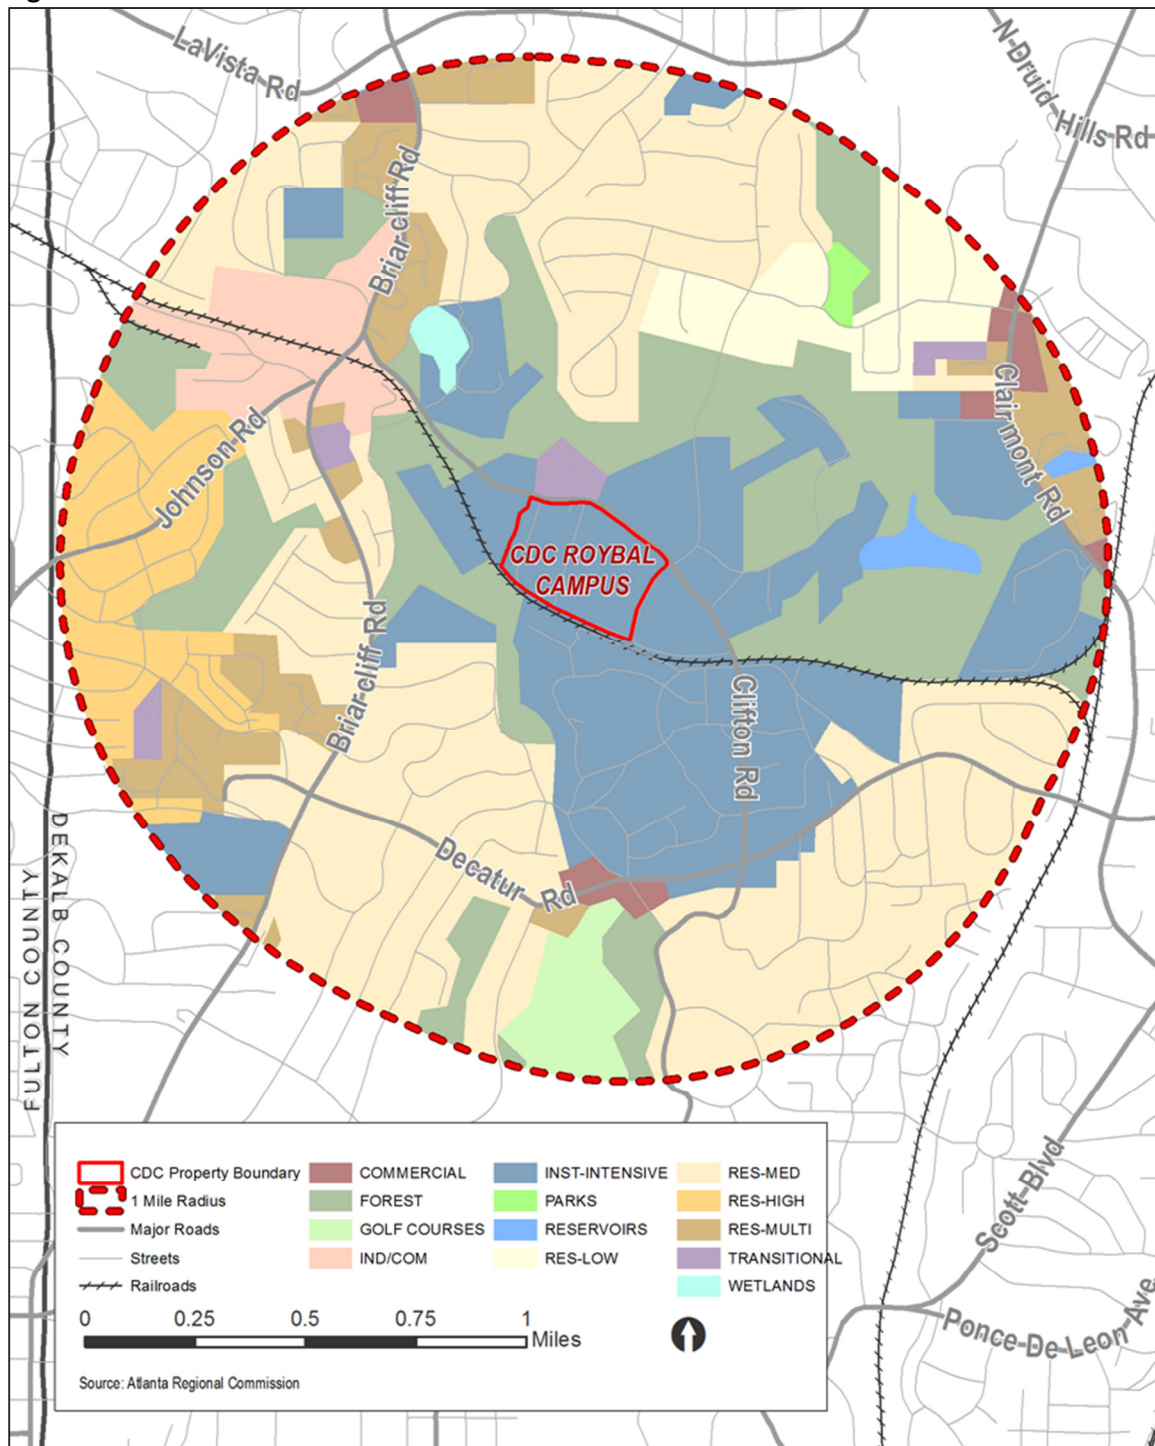 LaVista Rd
N-Druid
Hills Rd
Briarcliff Rd
Johnson Rd
Clairmont Rd
CDC ROYBAL
CAMPUS
Briarcliff Rd
Clifton Rd
Decatur Rd
DEKALB COUNTY
FULTON COUNTY
Scott Blvd
Ponce De Leon Ave
CDC Property Boundary
1 Mile Radius
Major Roads
Streets
Railroads
COMMERCIAL
FOREST
GOLF COURSES
IND/COM
INST-INTENSIVE
PARKS
RESERVOIRS
RES-LOW
RES-MED
RES-HIGH
RES-MULTI
TRANSITIONAL
WETLANDS
0 0.25 0.5 0.75 1
Miles
Source: Atlanta Regional Commission